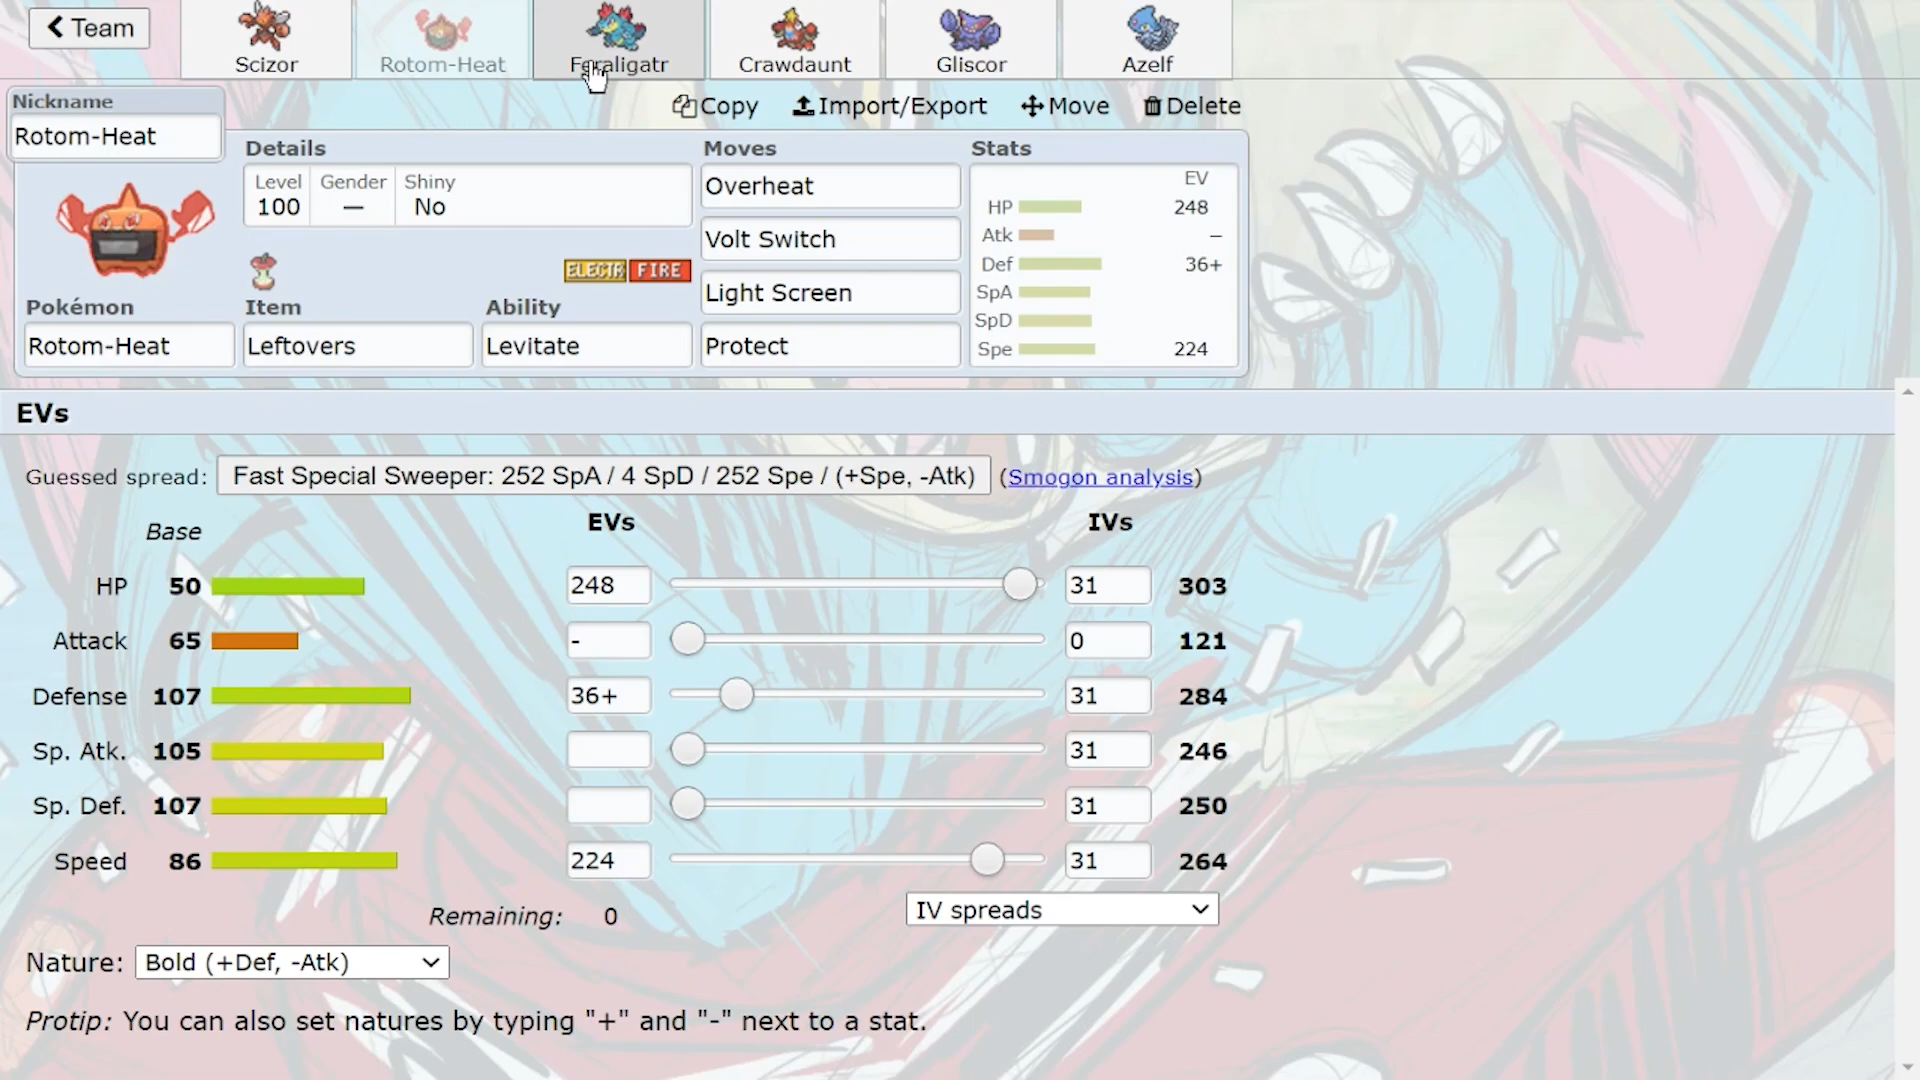 Team
Scizor
Rotom-Heat
Feraligatr
Crawdaunt
Gliscor
Azelf
Copy
Import/Export
Move
Delete
Nickname
Rotom-Heat
Details
Level
100
Gender
—
Shiny
No
Moves
Overheat
Volt Switch
Light Screen
Protect
Stats
EV
HP 248
Atk –
Def 36+
SpA
SpD
Spe 224
ELECTR FIRE
Pokémon
Rotom-Heat
Item
Leftovers
Ability
Levitate
EVs
Guessed spread: Fast Special Sweeper: 252 SpA / 4 SpD / 252 Spe / (+Spe, -Atk) (Smogon analysis)
Base EVs IVs
HP 50 248 31 303
Attack 65 - 0 121
Defense 107 36+ 31 284
Sp. Atk. 105 31 246
Sp. Def. 107 31 250
Speed 86 224 31 264
Remaining: 0 IV spreads
Nature: Bold (+Def, -Atk)
Protip: You can also set natures by typing "+" and "-" next to a stat.